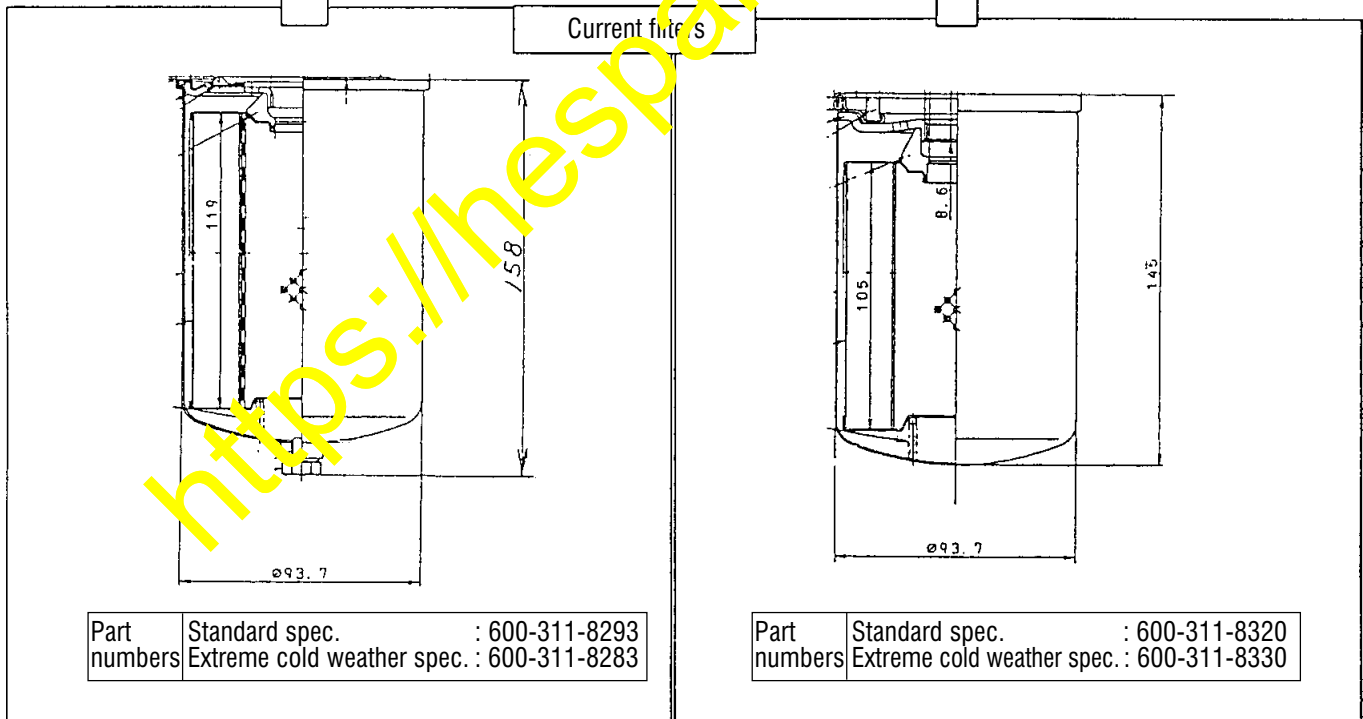 Current filters
119
158
ø93.7
Part numbers
Standard spec. : 600-311-8293
Extreme cold weather spec. : 600-311-8283
8.6
105
145
ø93.7
Part numbers
Standard spec. : 600-311-8320
Extreme cold weather spec. : 600-311-8330
https://hespa